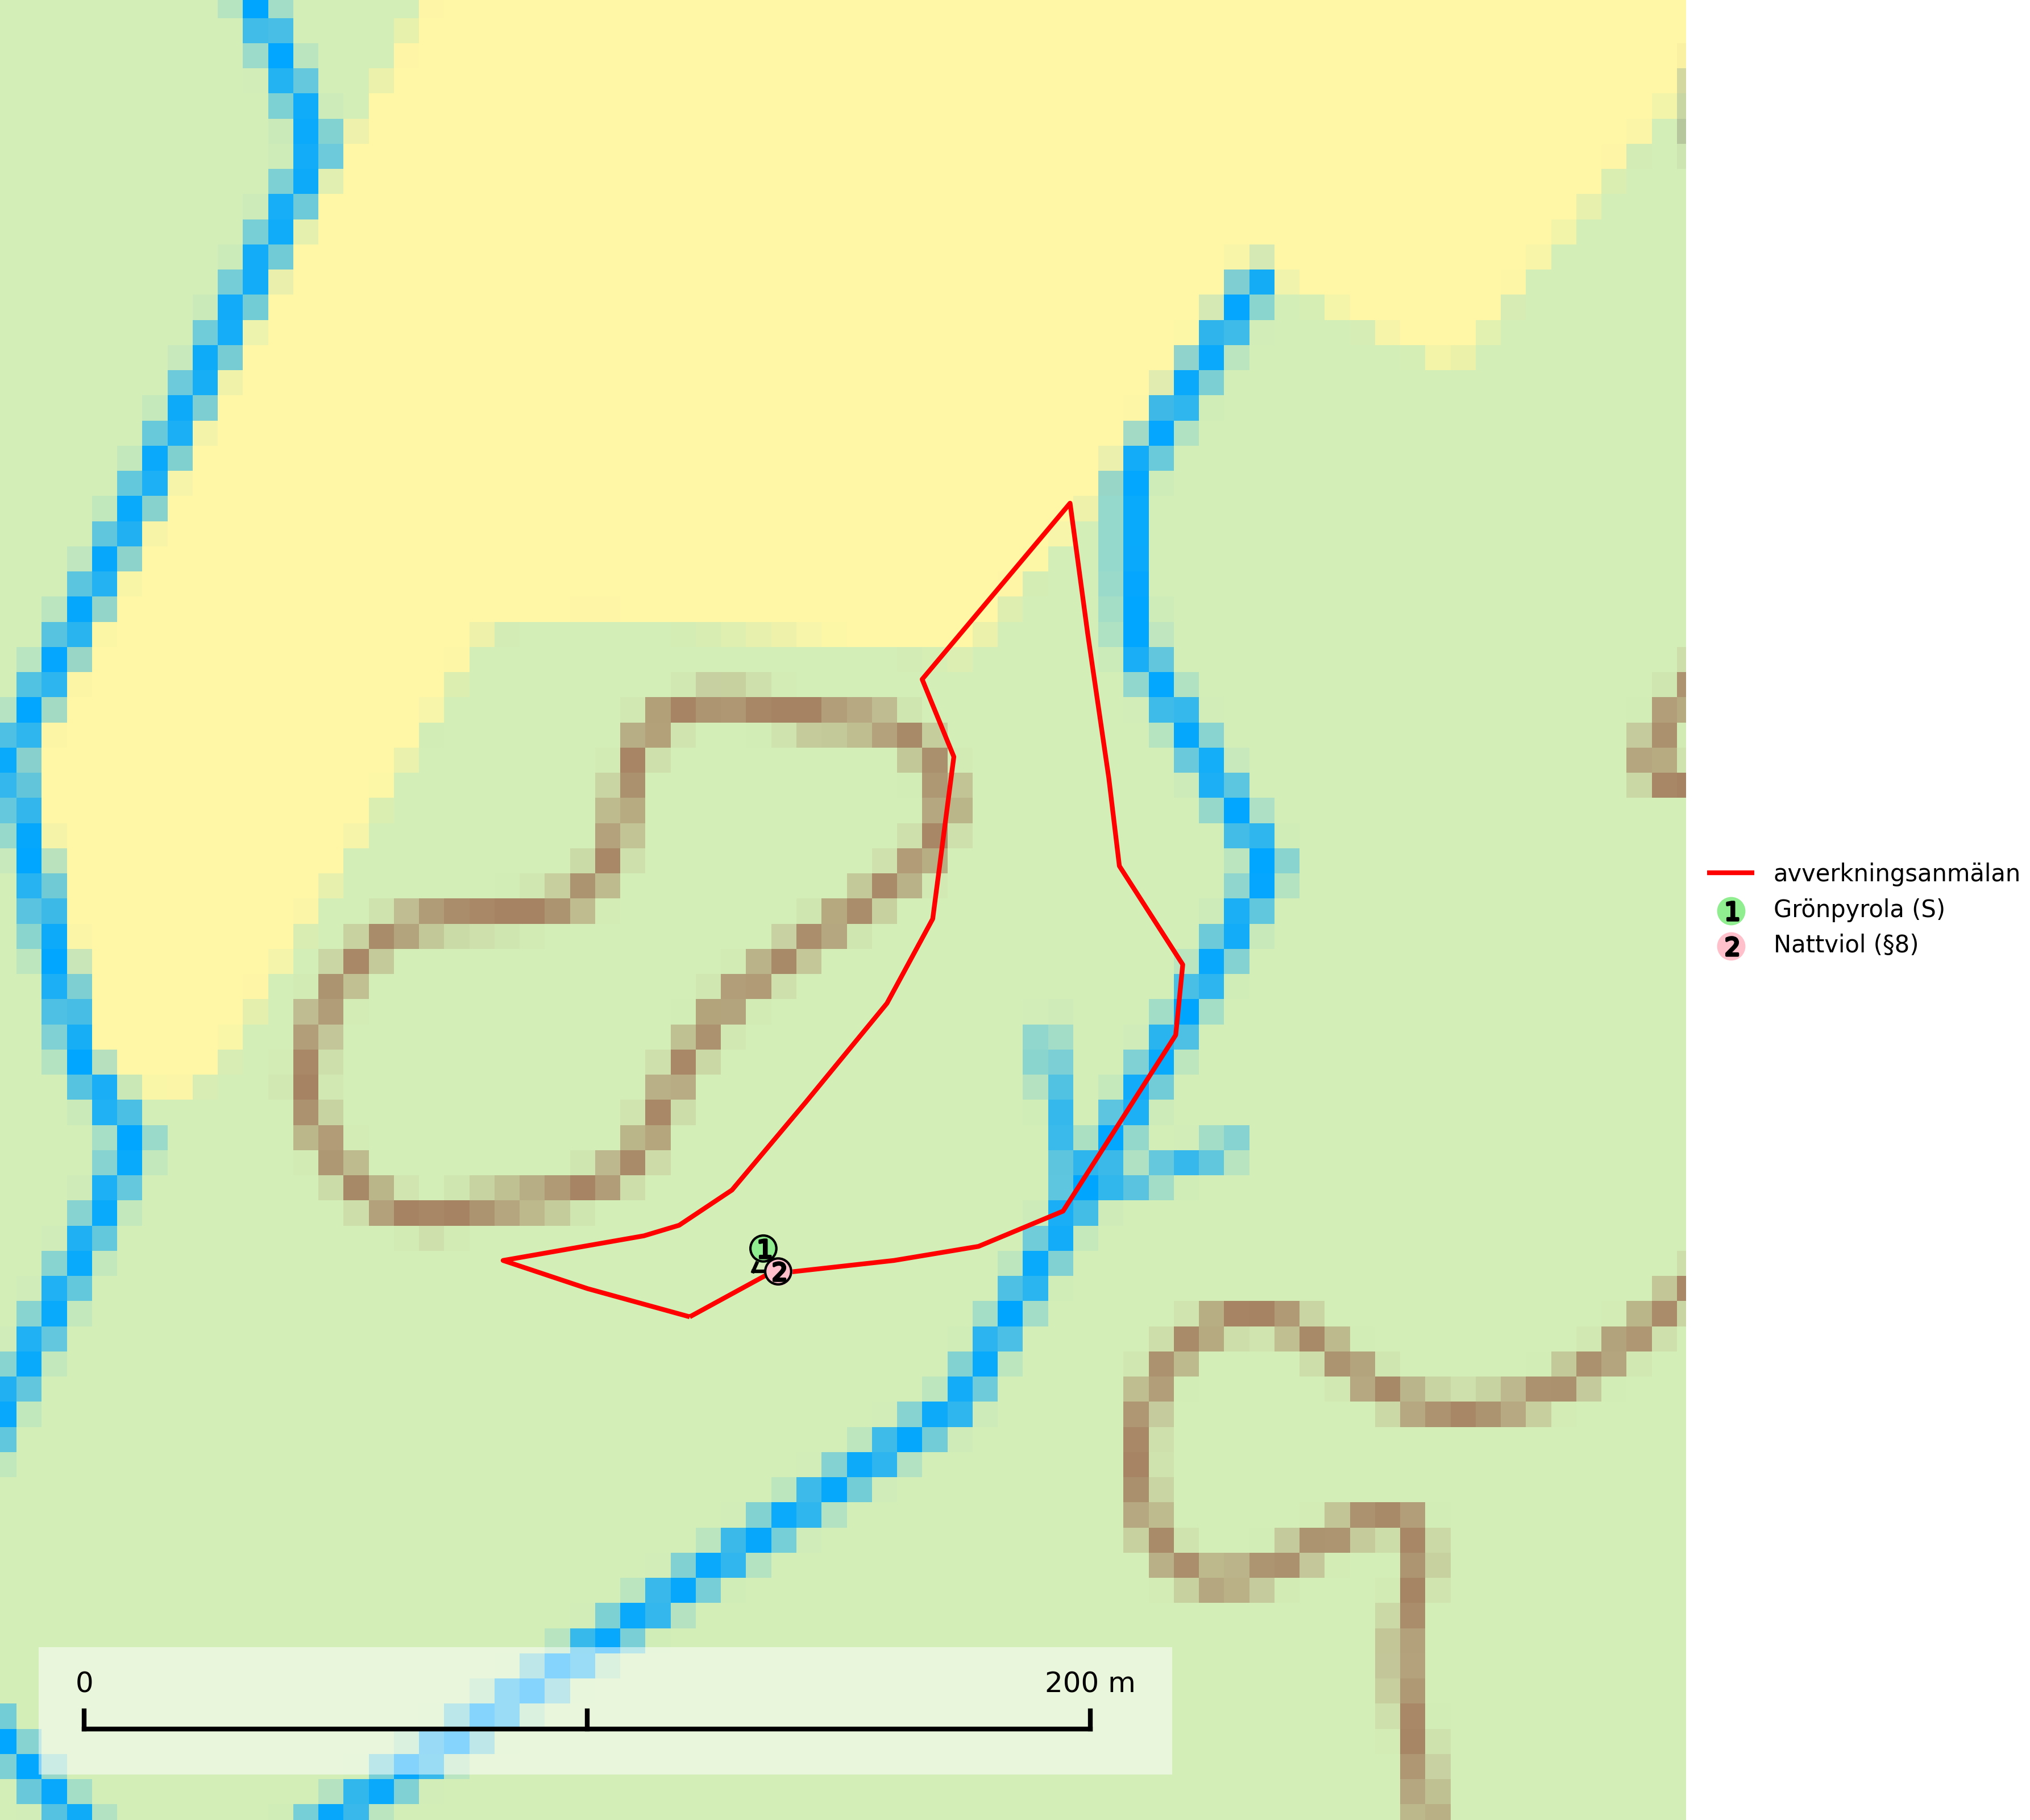 avverkningsanmälan
1 Grönpyrola (S)
2 Nattviol (§8)
1
2
0 200 m